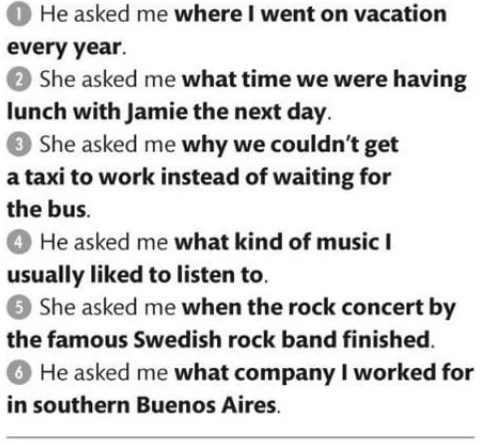 1 He asked me where I went on vacation
every year.
2 She asked me what time we were having
lunch with Jamie the next day.
3 She asked me why we couldn't get
a taxi to work instead of waiting for
the bus.
4 He asked me what kind of music I
usually liked to listen to.
5 She asked me when the rock concert by
the famous Swedish rock band finished.
6 He asked me what company I worked for
in southern Buenos Aires.